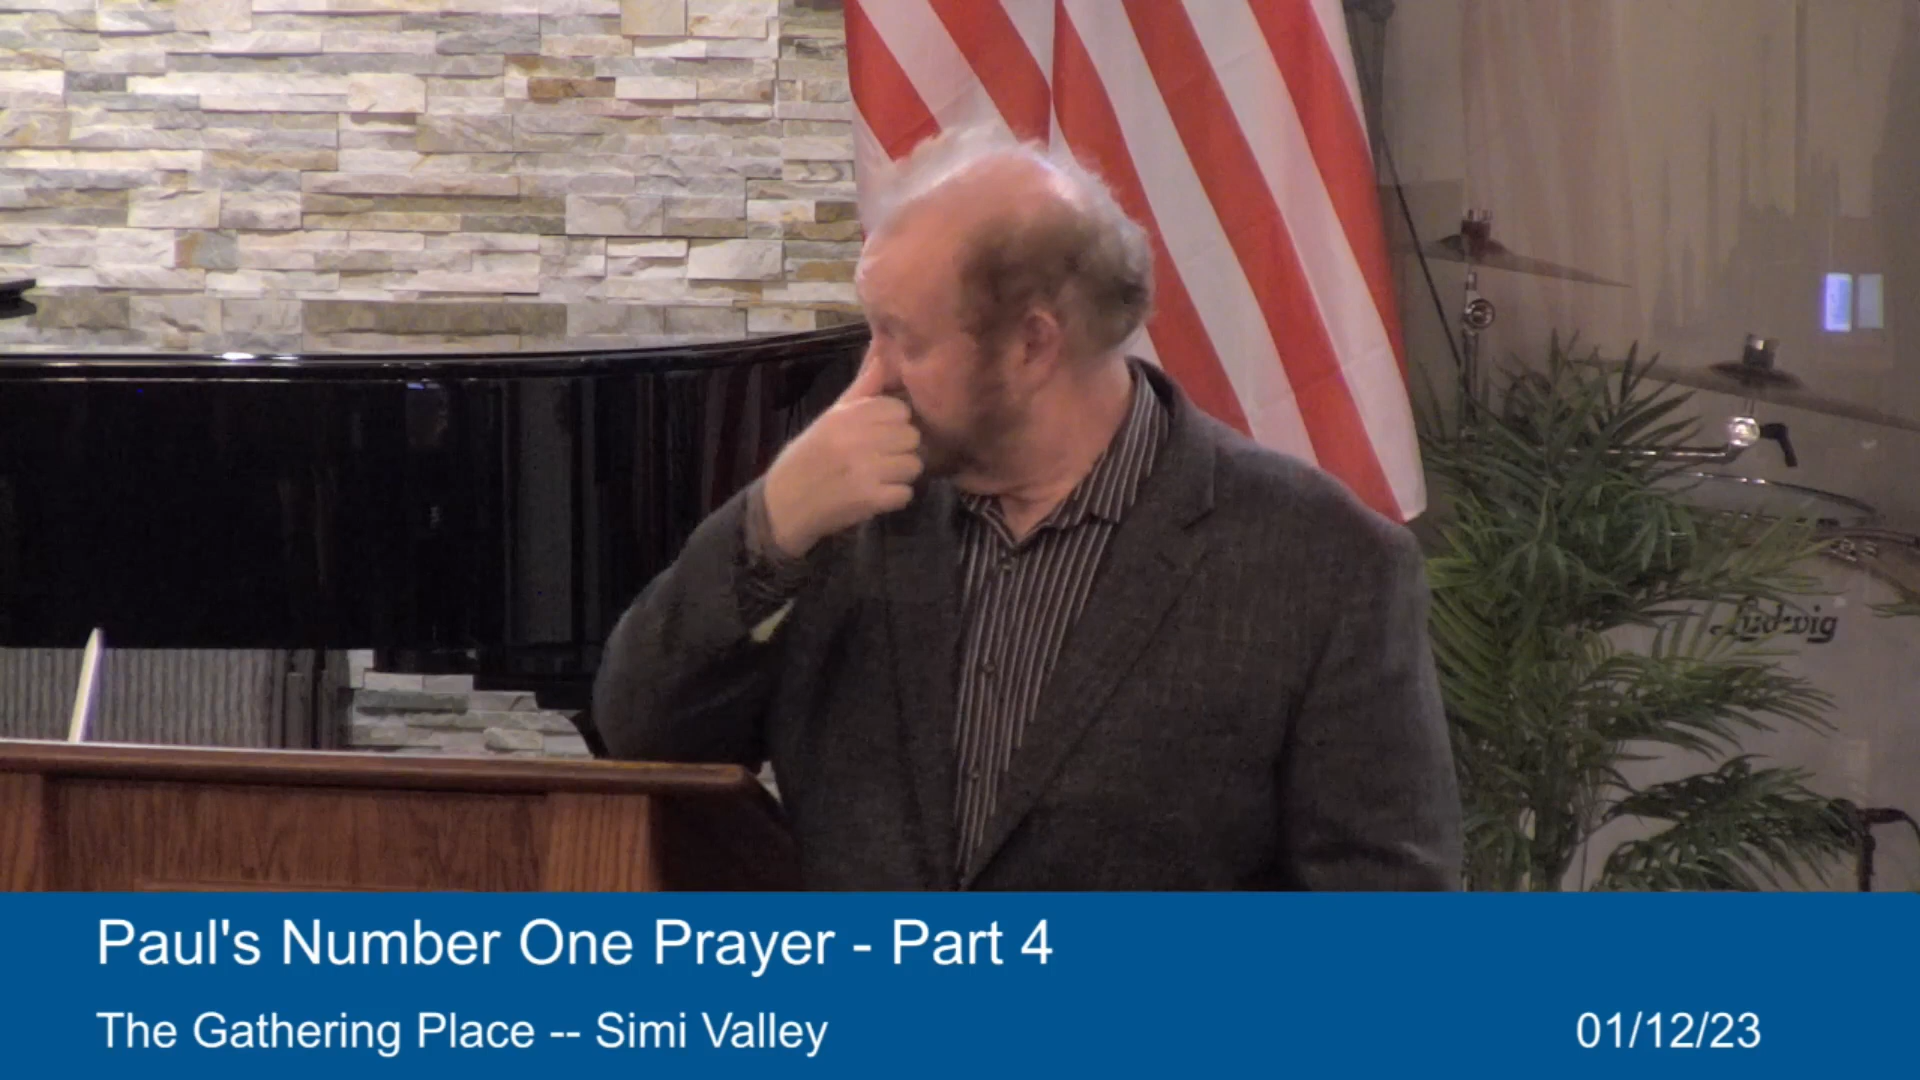 Ludwig
Paul's Number One Prayer - Part 4
The Gathering Place -- Simi Valley
01/12/23